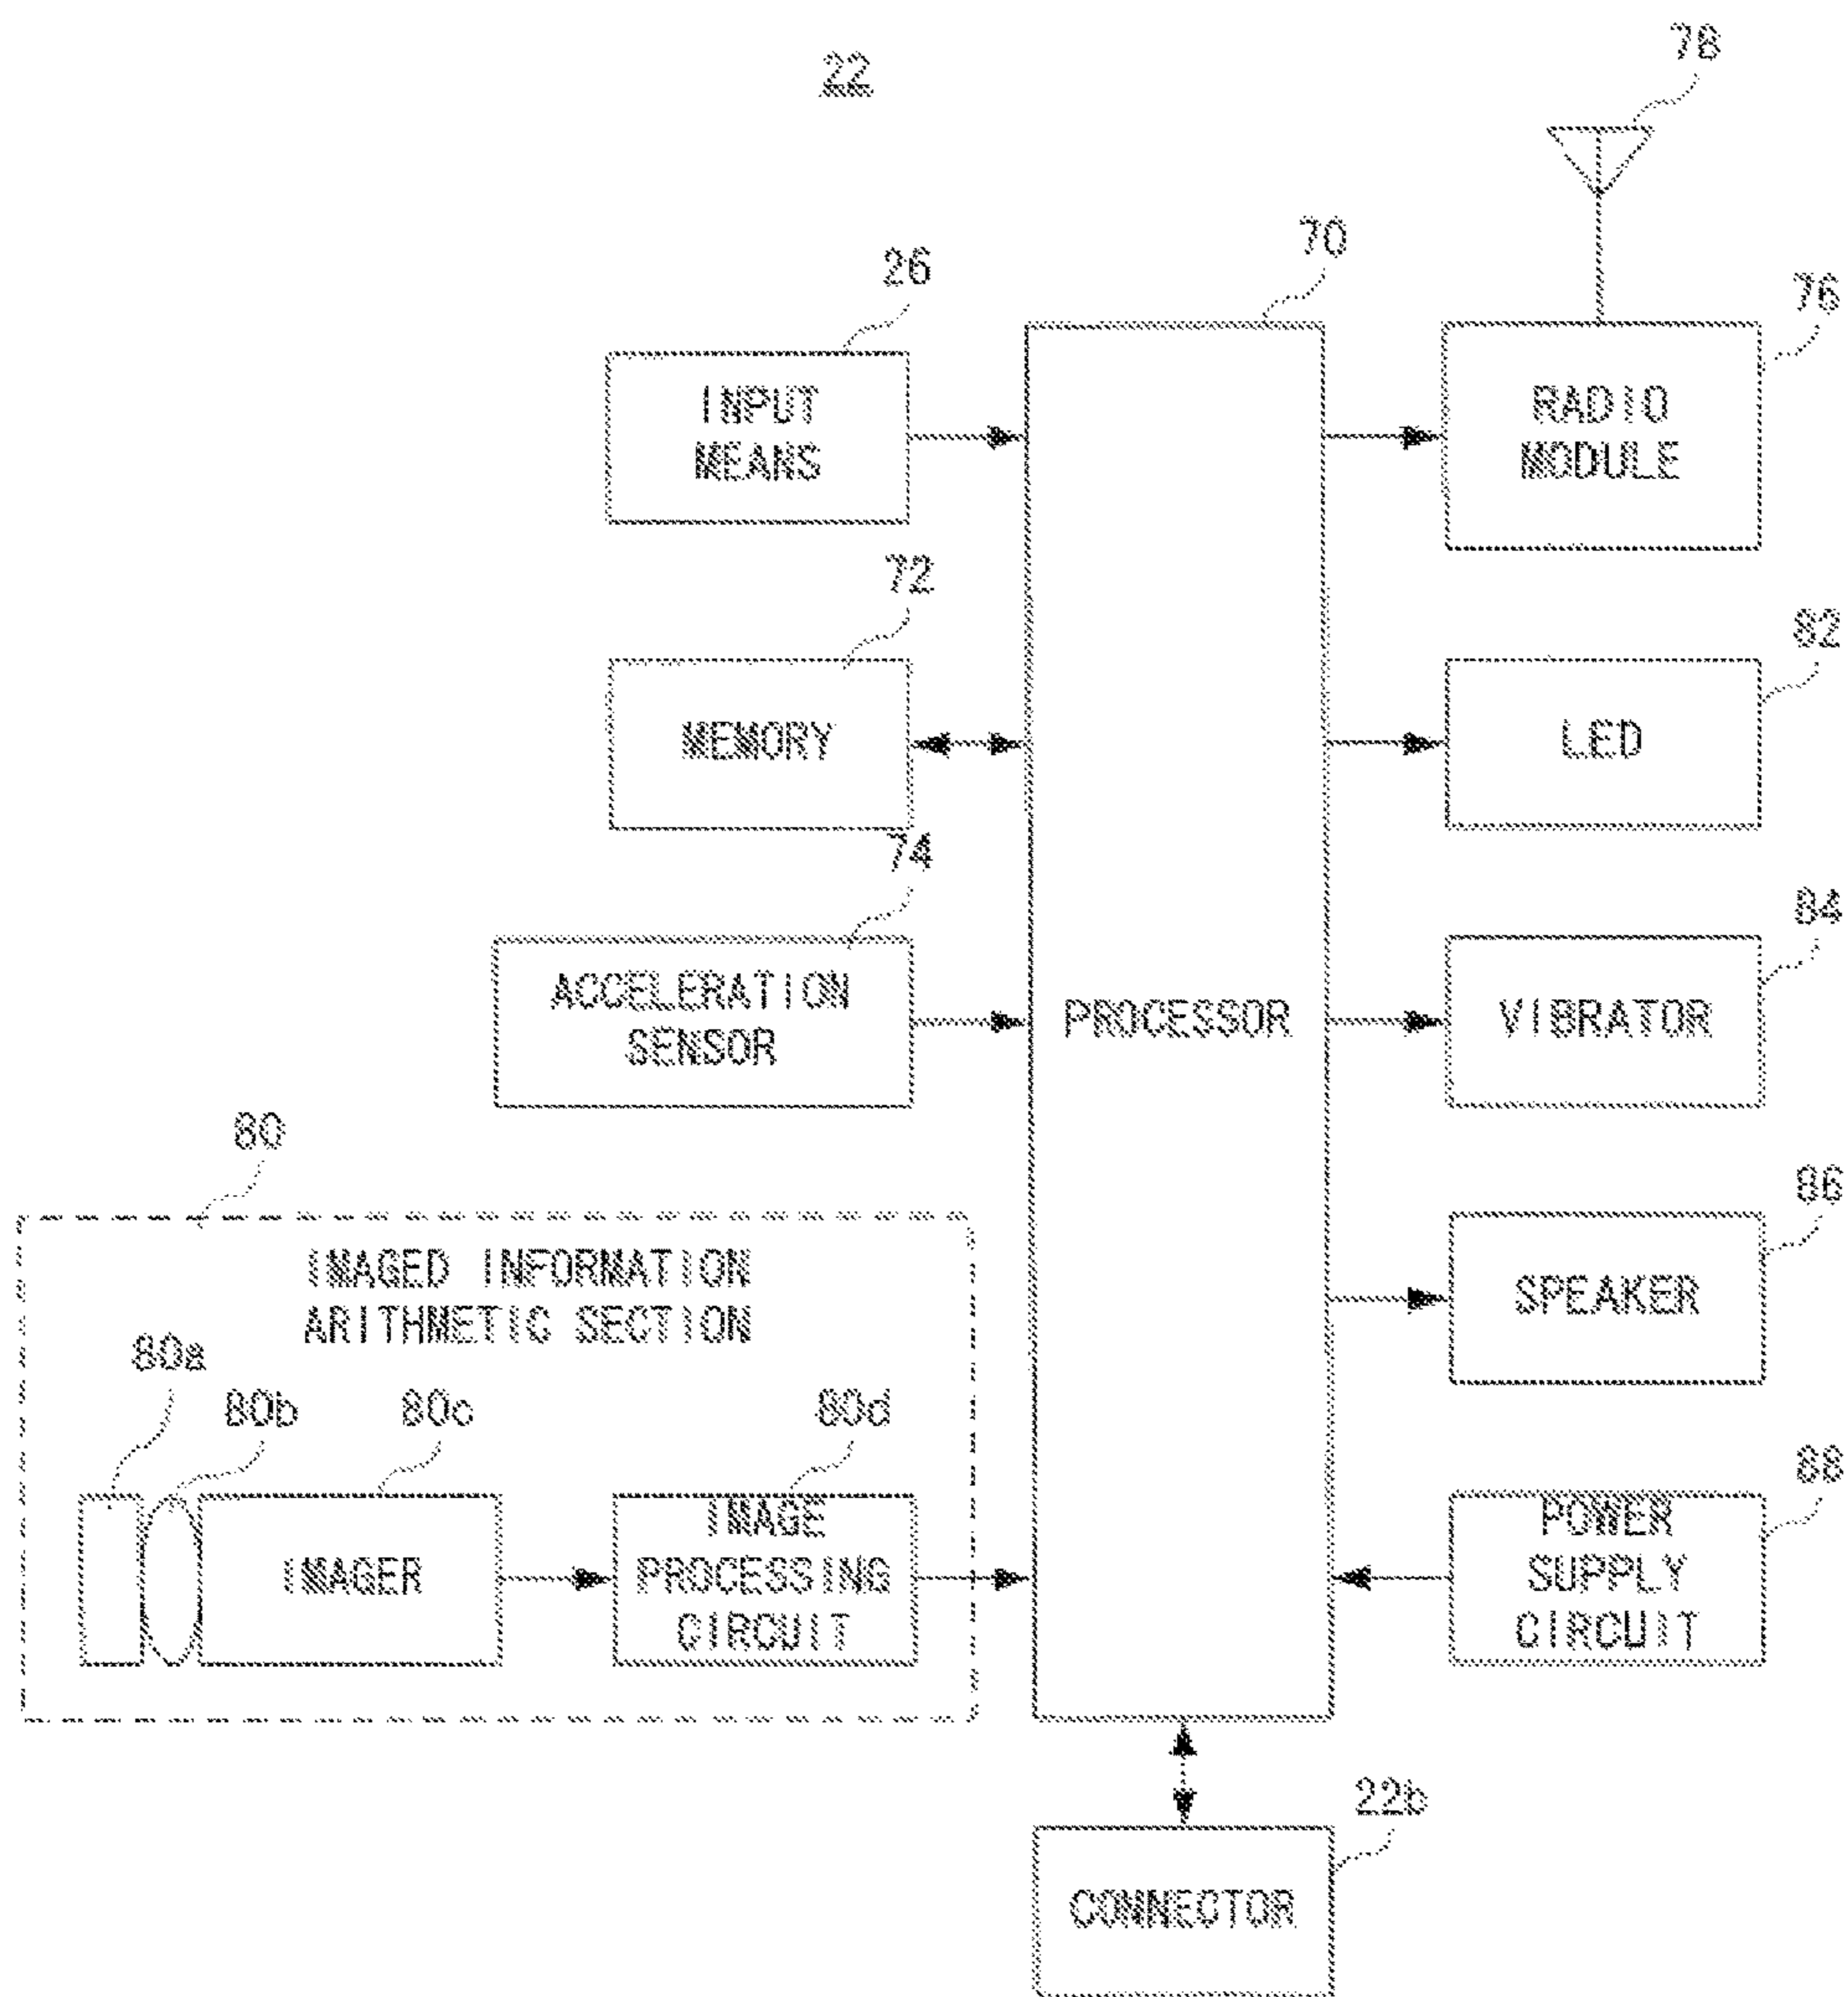 22
78
26
70
76
INPUT
MEANS
RADIO
MODULE
72
82
MEMORY
LED
74
84
ACCELERATION
SENSOR
PROCESSOR
VIBRATOR
80
86
IMAGED INFORMATION
ARITHMETIC SECTION
SPEAKER
80a
80b
80c
80d
88
IMAGER
IMAGE
PROCESSING
CIRCUIT
POWER
SUPPLY
CIRCUIT
22b
CONNECTOR